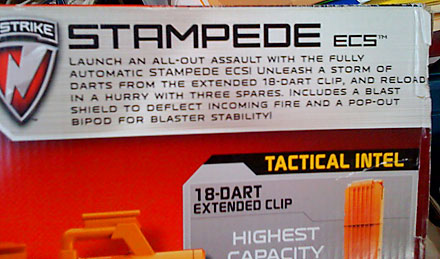 STRIKE
N
STAMPEDE ECS™
LAUNCH AN ALL-OUT ASSAULT WITH THE FULLY
AUTOMATIC STAMPEDE ECS! UNLEASH A STORM OF
DARTS FROM THE EXTENDED 18-DART CLIP, AND RELOAD
IN A HURRY WITH THREE SPARES. INCLUDES A BLAST
SHIELD TO DEFLECT INCOMING FIRE AND A POP-OUT
BIPOD FOR BLASTER STABILITY!
TACTICAL INTEL
18-DART
EXTENDED CLIP
HIGHEST
CAPACITY